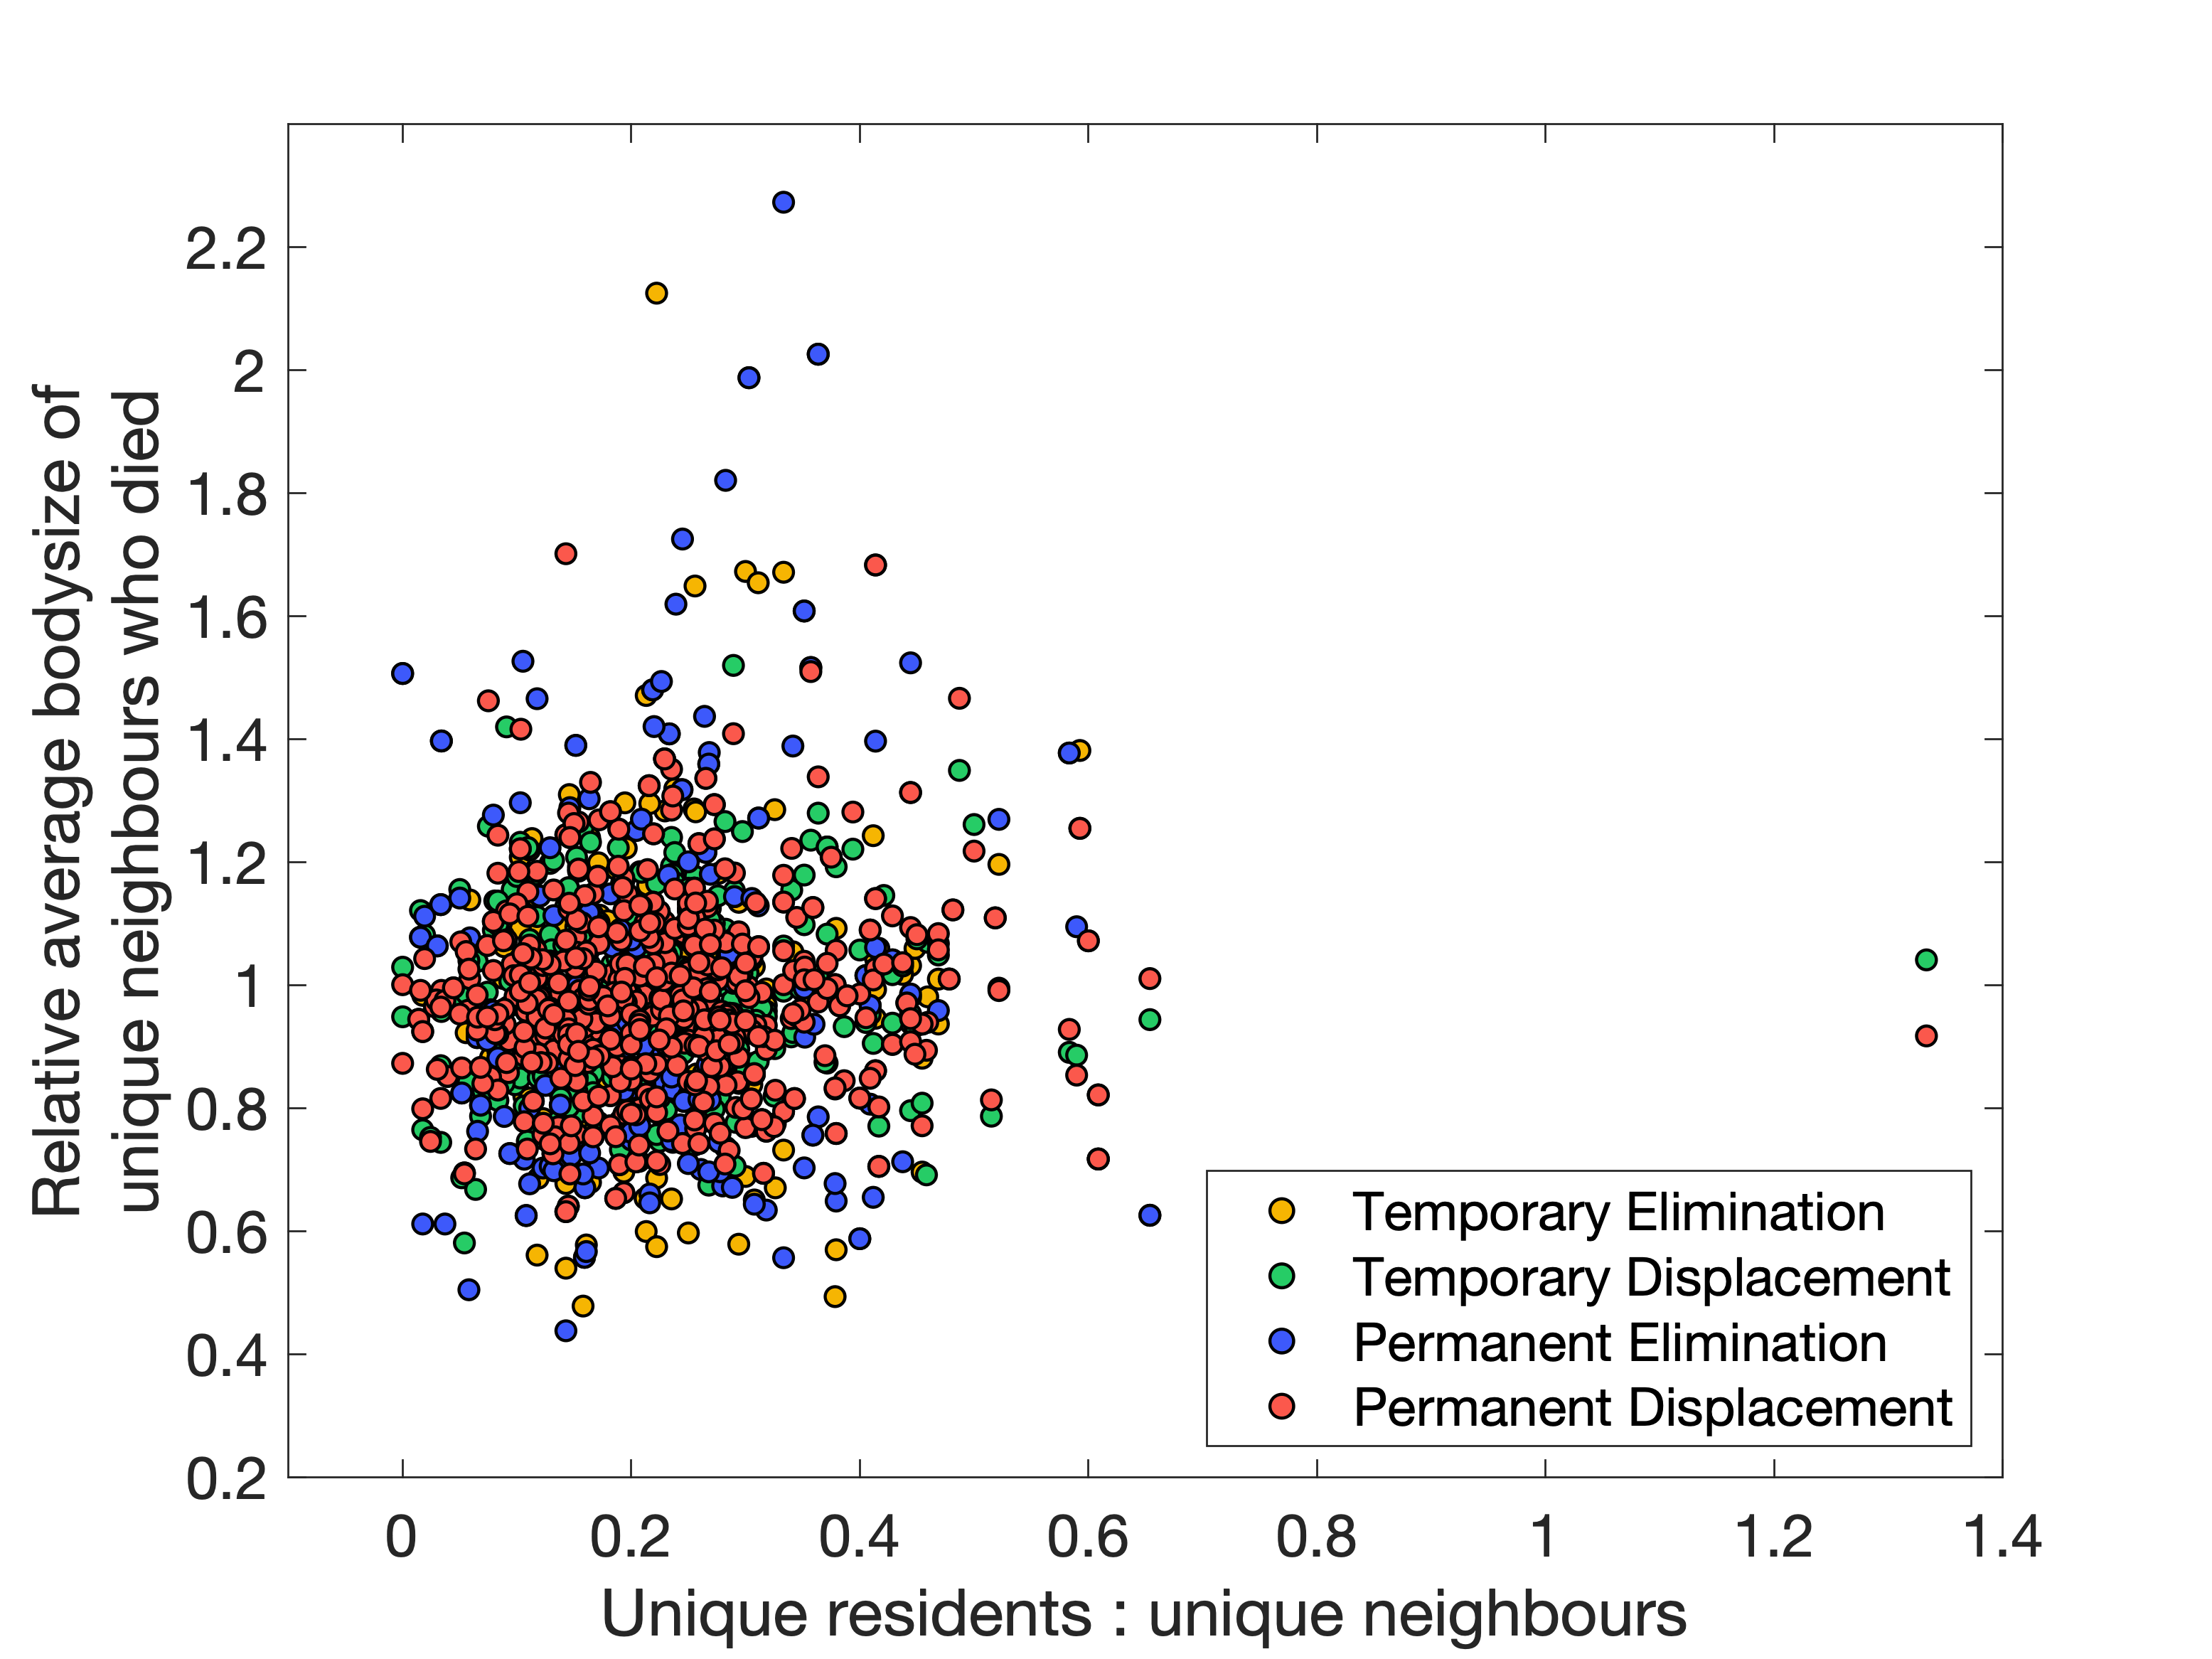 Relative average bodysize of
unique neighbours who died
2.2
2
1.8
1.6
1.4
1.2
1
0.8
0.6
0.4
0.2
0 0.2 0.4 0.6 0.8 1 1.2 1.4
Unique residents : unique neighbours
Temporary Elimination
Temporary Displacement
Permanent Elimination
Permanent Displacement